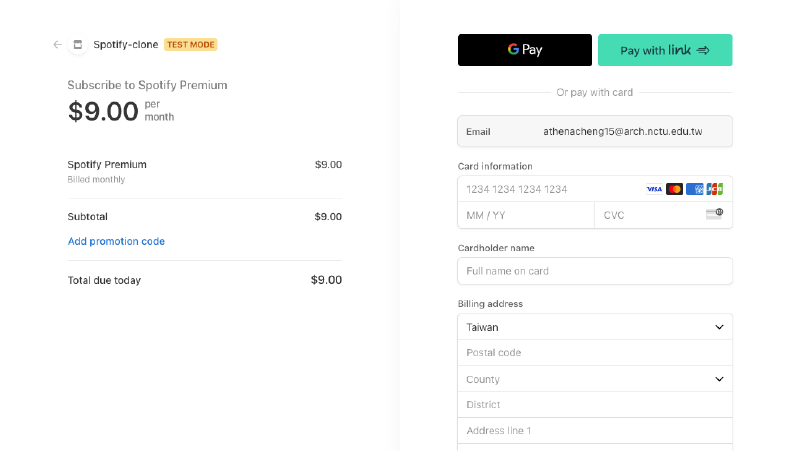 Spotify-clone TEST MODE
Subscribe to Spotify Premium
$9.00 per
month
Spotify Premium $9.00
Billed monthly
Subtotal $9.00
Add promotion code
Total due today $9.00
G Pay
Pay with link
Or pay with card
Email athenacheng15@arch.nctu.edu.tw
Card information
1234 1234 1234 1234 VISA
MM / YY CVC
Cardholder name
Full name on card
Billing address
Taiwan
Postal code
County
District
Address line 1